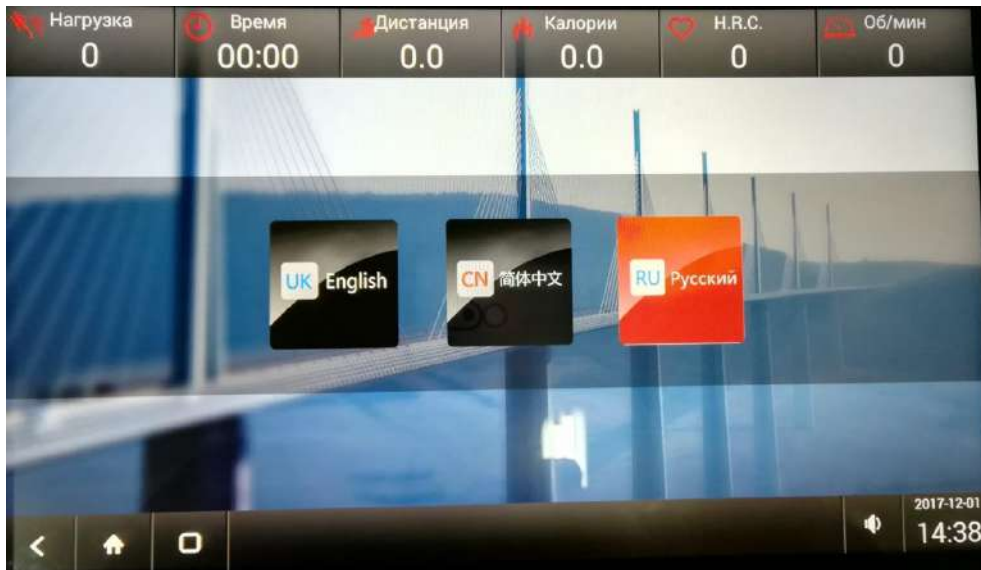 Нагрузка
0
Время
00:00
Дистанция
0.0
Калории
0.0
H.R.C.
0
Об/мин
0
UK English
CN 简体中文
RU Русский
2017-12-01
14:38